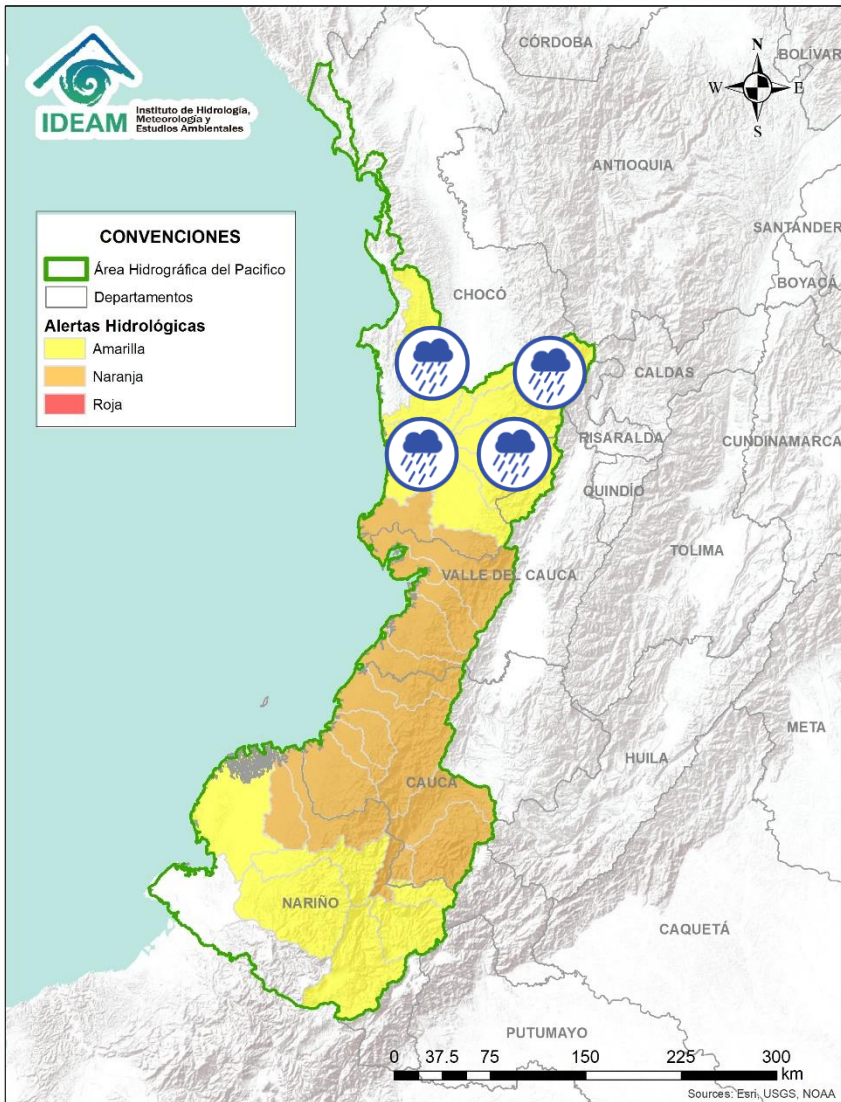 IDEAM
Instituto de Hidrología,
Meteorología y
Estudios Ambientales
CÓRDOBA
BOLÍVAR
N
W
E
S
ANTIOQUIA
SANTANDER
BOYACÁ
CONVENCIONES
Área Hidrográfica del Pacifico
Departamentos
Alertas Hidrológicas
Amarilla
Naranja
Roja
CHOCÓ
CALDAS
RISARALDA
CUNDINAMARCA
QUINDÍO
TOLIMA
VALLE DEL CAUCA
META
HUILA
CAUCA
NARIÑO
CAQUETÁ
PUTUMAYO
0 37.5 75 150 225 300
km
Sources: Esri, USGS, NOAA